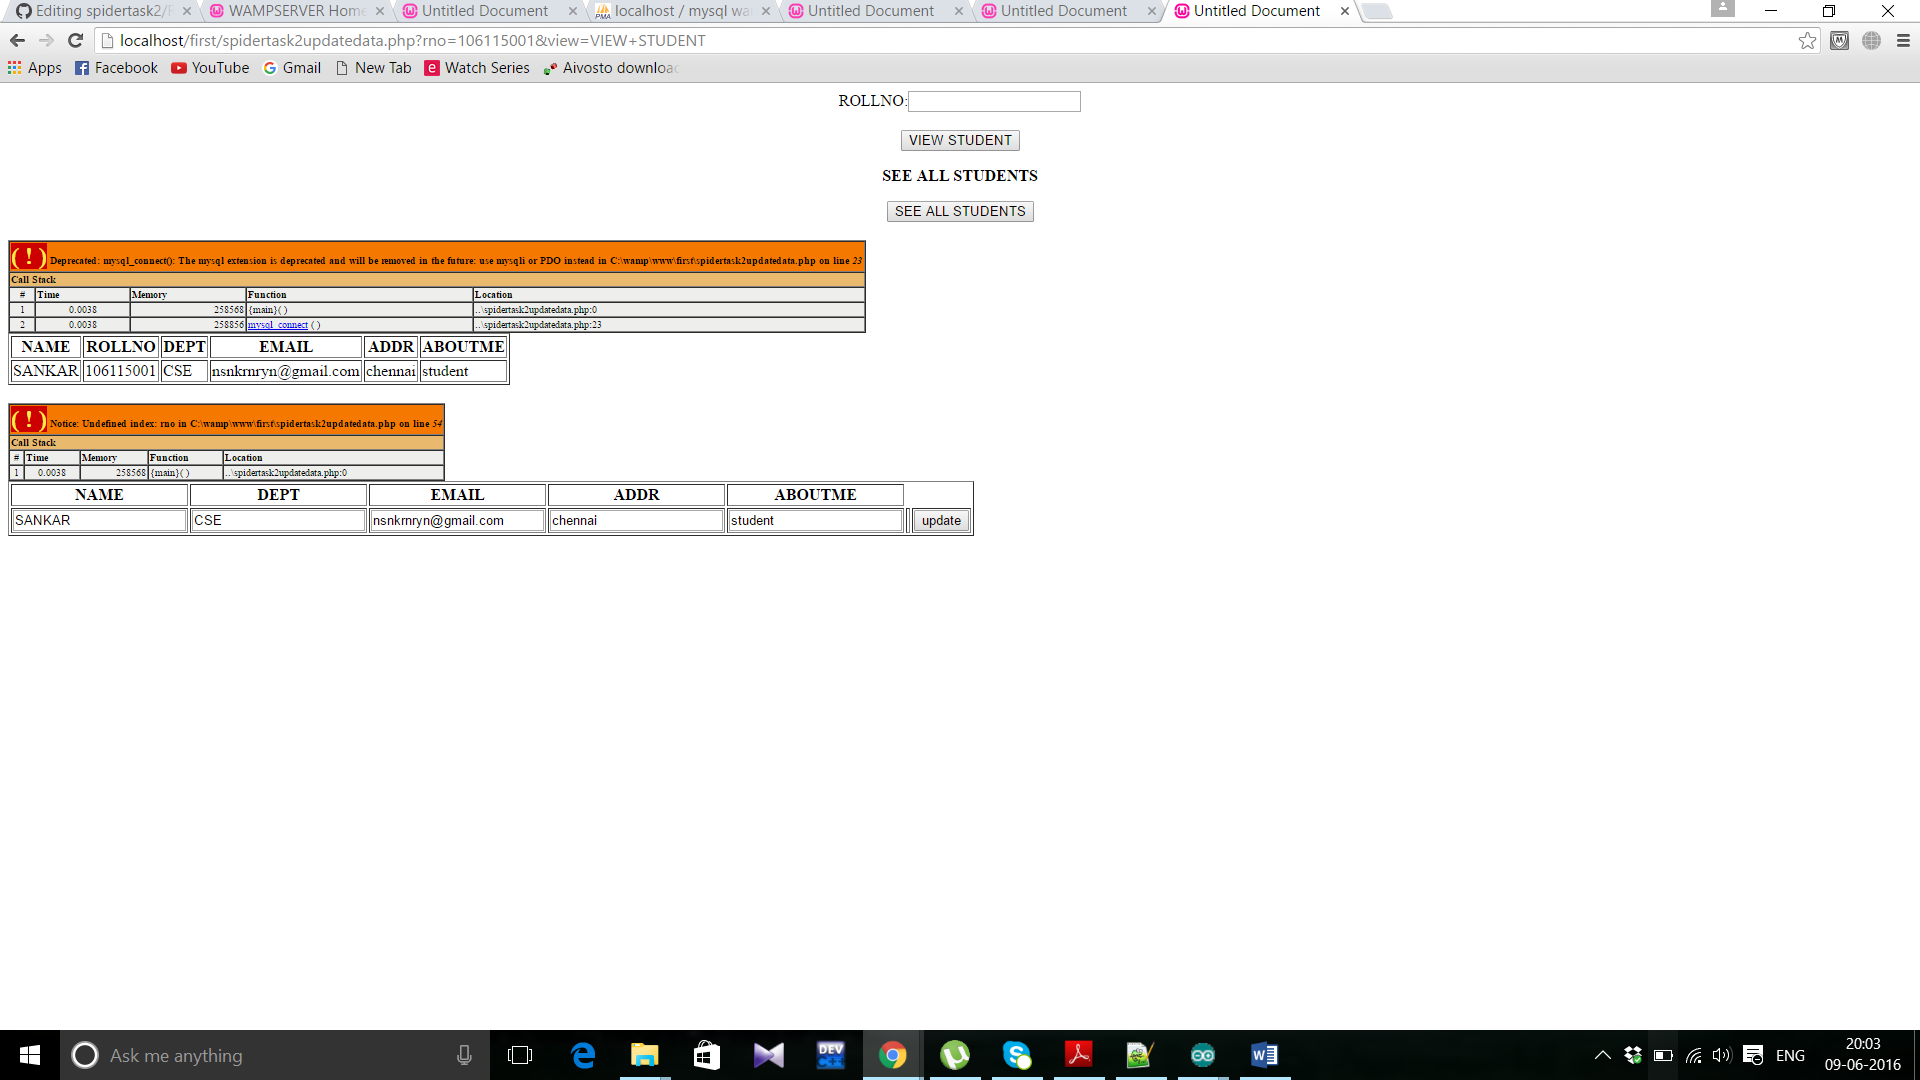 Editing spidertask2/ WAMPSERVER Home Untitled Document localhost / mysql wa Untitled Document Untitled Document Untitled Document
localhost/first/spidertask2updatedata.php?rno=106115001&view=VIEW+STUDENT
Apps Facebook YouTube Gmail New Tab Watch Series Aivosto downloa
ROLLNO:
VIEW STUDENT
SEE ALL STUDENTS
SEE ALL STUDENTS
( ! ) Deprecated: mysql_connect(): The mysql extension is deprecated and will be removed in the future: use mysqli or PDO instead in C:\wamp\www\first\spidertask2updatedata.php on line 23
Call Stack
# Time Memory Function Location
1 0.0038 258568 {main}( ) ..\spidertask2updatedata.php:0
2 0.0038 258856 mysql_connect ( ) ..\spidertask2updatedata.php:23
NAME ROLLNO DEPT EMAIL ADDR ABOUTME
SANKAR 106115001 CSE nsnkrnryn@gmail.com chennai student
( ! ) Notice: Undefined index: rno in C:\wamp\www\first\spidertask2updatedata.php on line 54
Call Stack
# Time Memory Function Location
1 0.0038 258568 {main}( ) ..\spidertask2updatedata.php:0
NAME DEPT EMAIL ADDR ABOUTME
SANKAR CSE nsnkrnryn@gmail.com chennai student update
Ask me anything DEV C++ ENG 20:03
09-06-2016